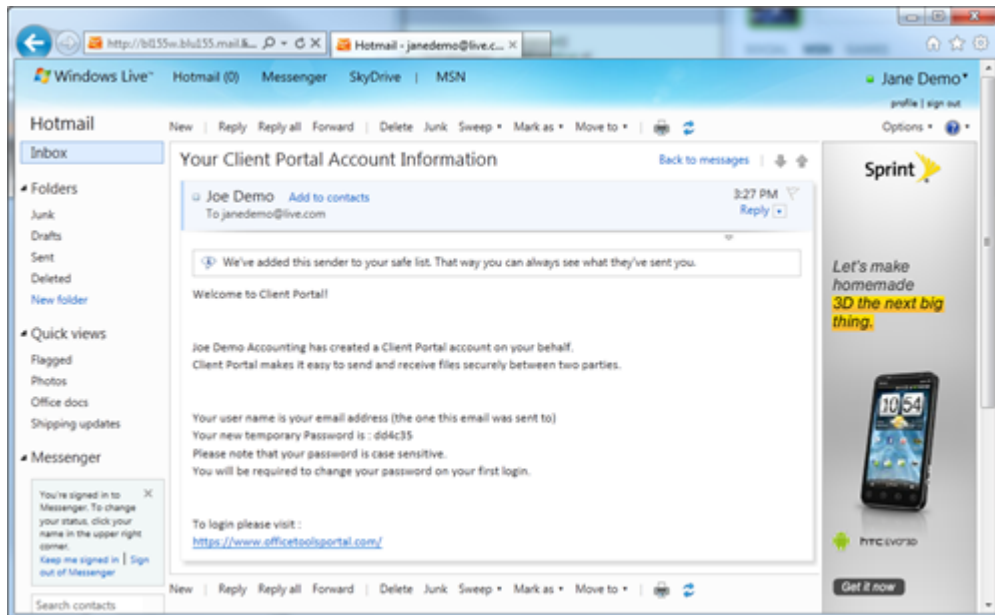 http://bl155w.blu155.mail.li...
Hotmail - janedemo@live.c...
Windows Live™ Hotmail (0) Messenger SkyDrive | MSN
Jane Demo
profile | sign out
Hotmail
New | Reply Reply all Forward | Delete Junk Sweep Mark as Move to |
Options
Inbox
Folders
Junk
Drafts
Sent
Deleted
New folder
Quick views
Flagged
Photos
Office docs
Shipping updates
Messenger
You're signed in to
Messenger. To change
your status, click your
name in the upper right
corner.
Keep me signed in | Sign
out of Messenger
Search contacts
Your Client Portal Account Information
Back to messages |
Joe Demo Add to contacts
3:27 PM
To janedemo@live.com
Reply
We've added this sender to your safe list. That way you can always see what they've sent you.
Welcome to Client Portal!
Joe Demo Accounting has created a Client Portal account on your behalf.
Client Portal makes it easy to send and receive files securely between two parties.
Your user name is your email address (the one this email was sent to)
Your new temporary Password is : dd4c35
Please note that your password is case sensitive.
You will be required to change your password on your first login.
To login please visit :
https://www.officetoolsportal.com/
New | Reply Reply all Forward | Delete Junk Sweep Mark as Move to |
Sprint
Let's make
homemade
3D the next big
thing.
10 54
hTC EVO 3D
Get it now